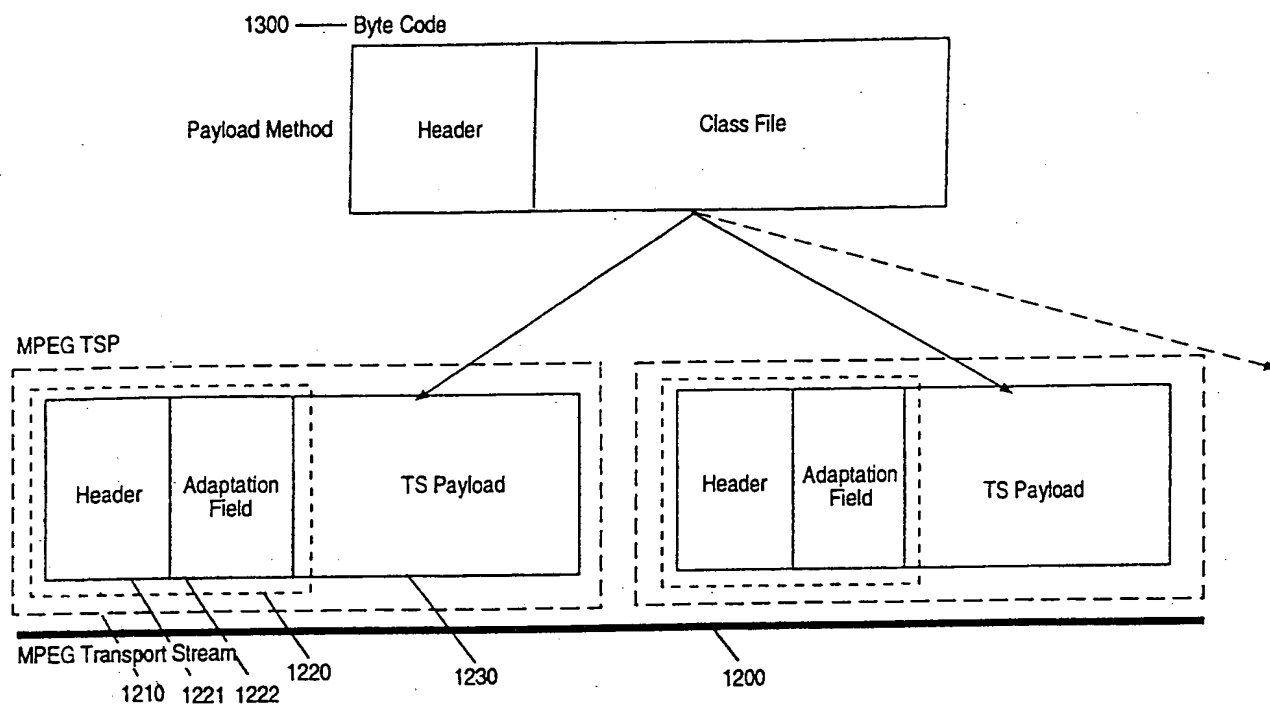 1300 Byte Code
Payload Method
Header
Class File
MPEG TSP
Header
Adaptation
Field
TS Payload
Header
Adaptation
Field
TS Payload
MPEG Transport Stream
1210
1221
1222
1220
1230
1200